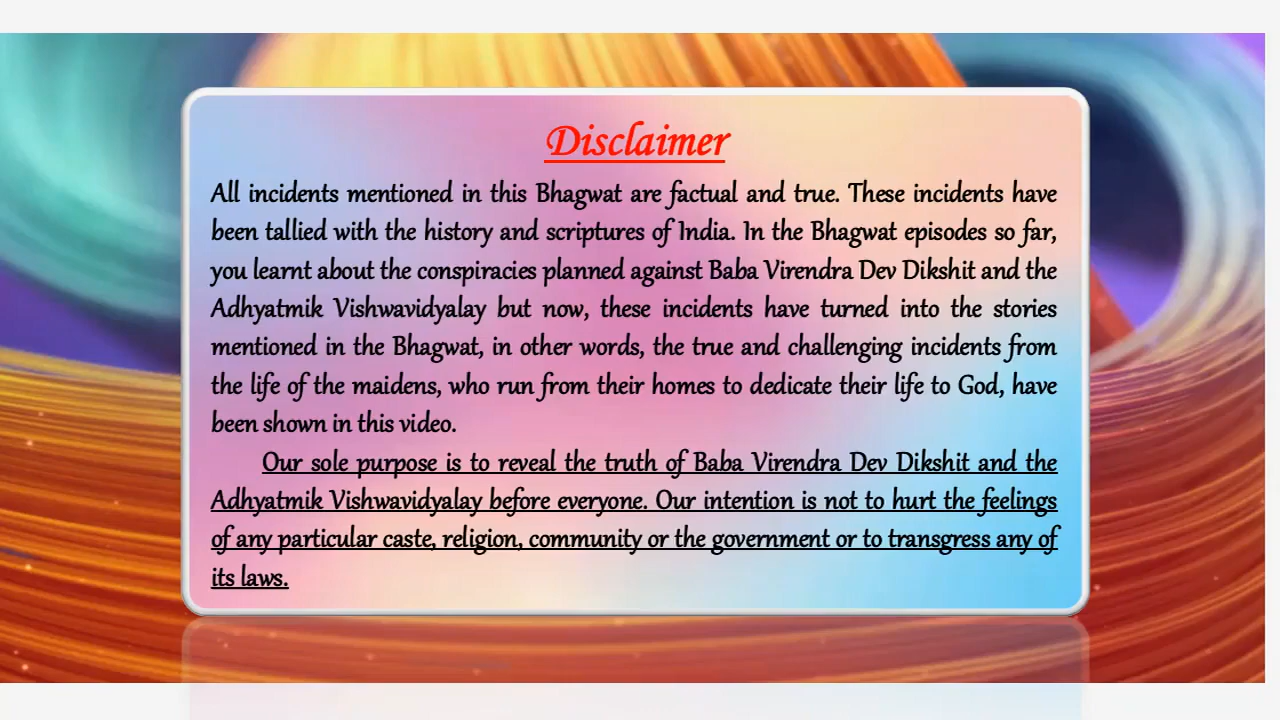 Disclaimer
All incidents mentioned in this Bhagwat are factual and true. These incidents have
been tallied with the history and scriptures of India. In the Bhagwat episodes so far,
you learnt about the conspiracies planned against Baba Virendra Dev Dikshit and the
Adhyatmik Vishwavidyalay but now, these incidents have turned into the stories
mentioned in the Bhagwat, in other words, the true and challenging incidents from
the life of the maidens, who run from their homes to dedicate their life to God, have
been shown in this video.
Our sole purpose is to reveal the truth of Baba Virendra Dev Dikshit and the
Adhyatmik Vishwavidyalay before everyone. Our intention is not to hurt the feelings
of any particular caste, religion, community or the government or to transgress any of
its laws.